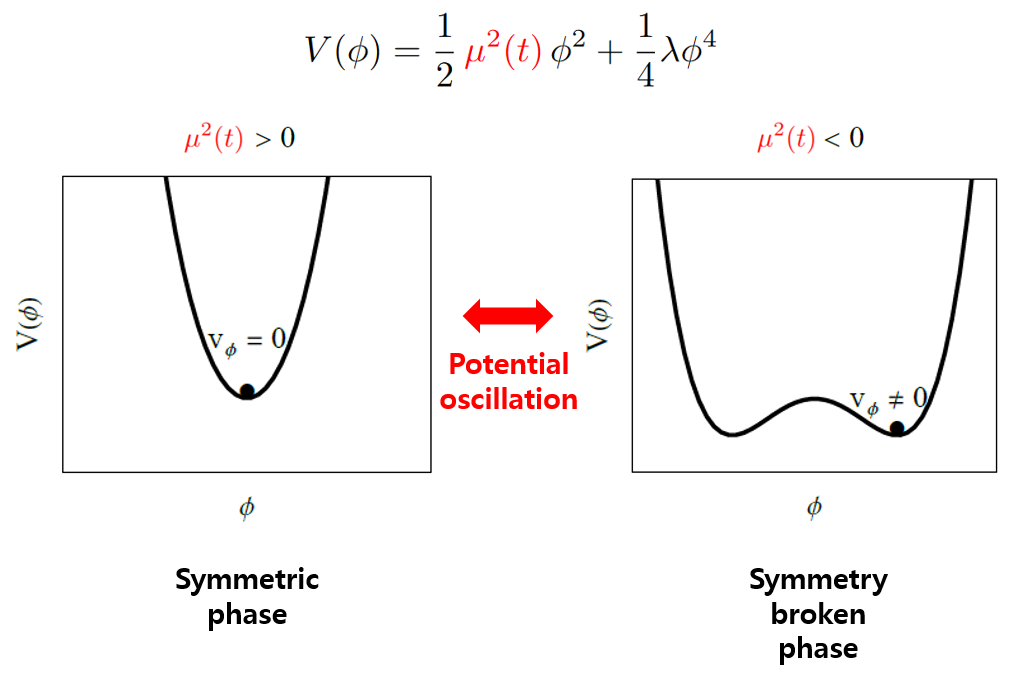 V(ϕ) = 1/2 μ²(t) ϕ² + 1/4 λϕ⁴
μ²(t) > 0
μ²(t) < 0
V(ϕ)
v_ϕ = 0
Potential
oscillation
V(ϕ)
v_ϕ ≠ 0
ϕ
ϕ
Symmetric
phase
Symmetry
broken
phase